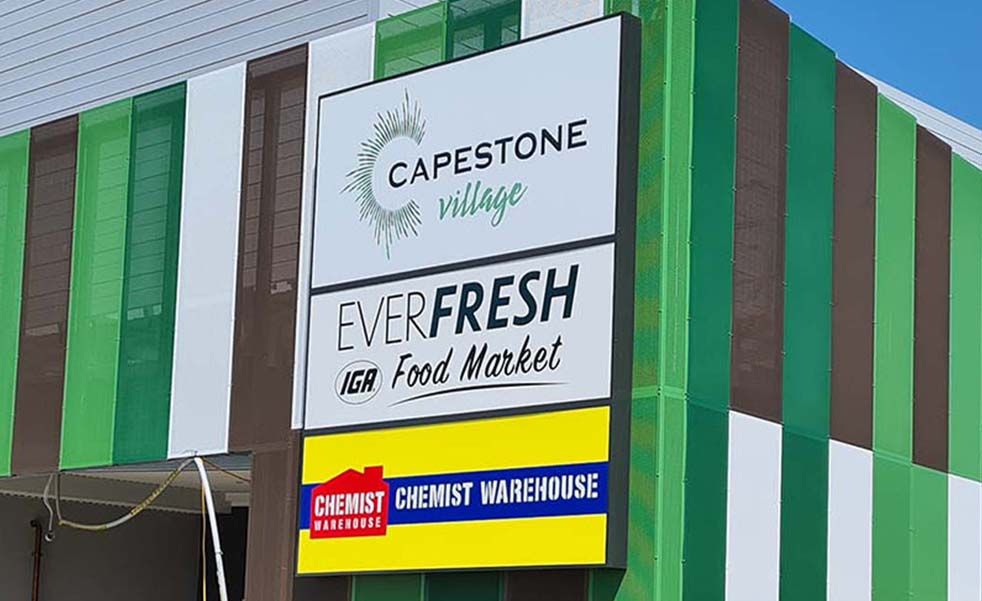 CAPESTONE
village
EVERFRESH
IGA Food Market
CHEMIST WAREHOUSE
CHEMIST
WAREHOUSE